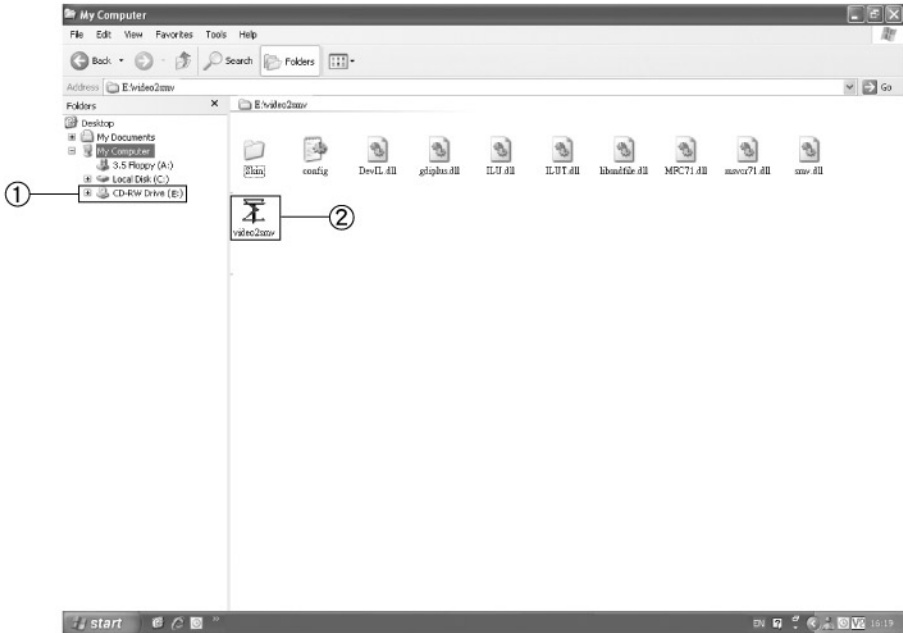 My Computer
File Edit View Favorites Tools Help
Back Search Folders
Address E:\video2smv Go
Folders × E:\video2smv
Desktop
My Documents
My Computer
3.5 Floppy (A:)
Local Disk (C:)
① CD-RW Drive (E:)
Skin config DevIL.dll gdiplus.dll ILU.dll ILUT.dll libsndfile.dll MFC71.dll msvcr71.dll smv.dll
video2smv ②
start EN 16:19